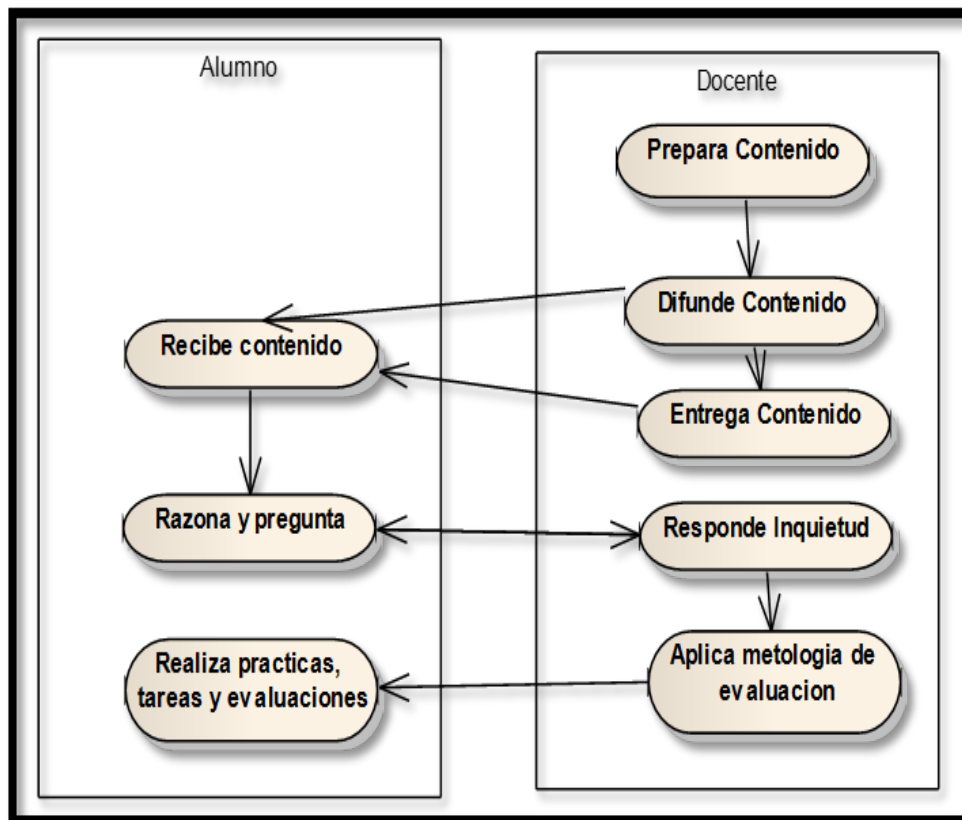 Alumno
Recibe contenido
Razona y pregunta
Realiza practicas,
tareas y evaluaciones
Docente
Prepara Contenido
Difunde Contenido
Entrega Contenido
Responde Inquietud
Aplica metologia de
evaluacion